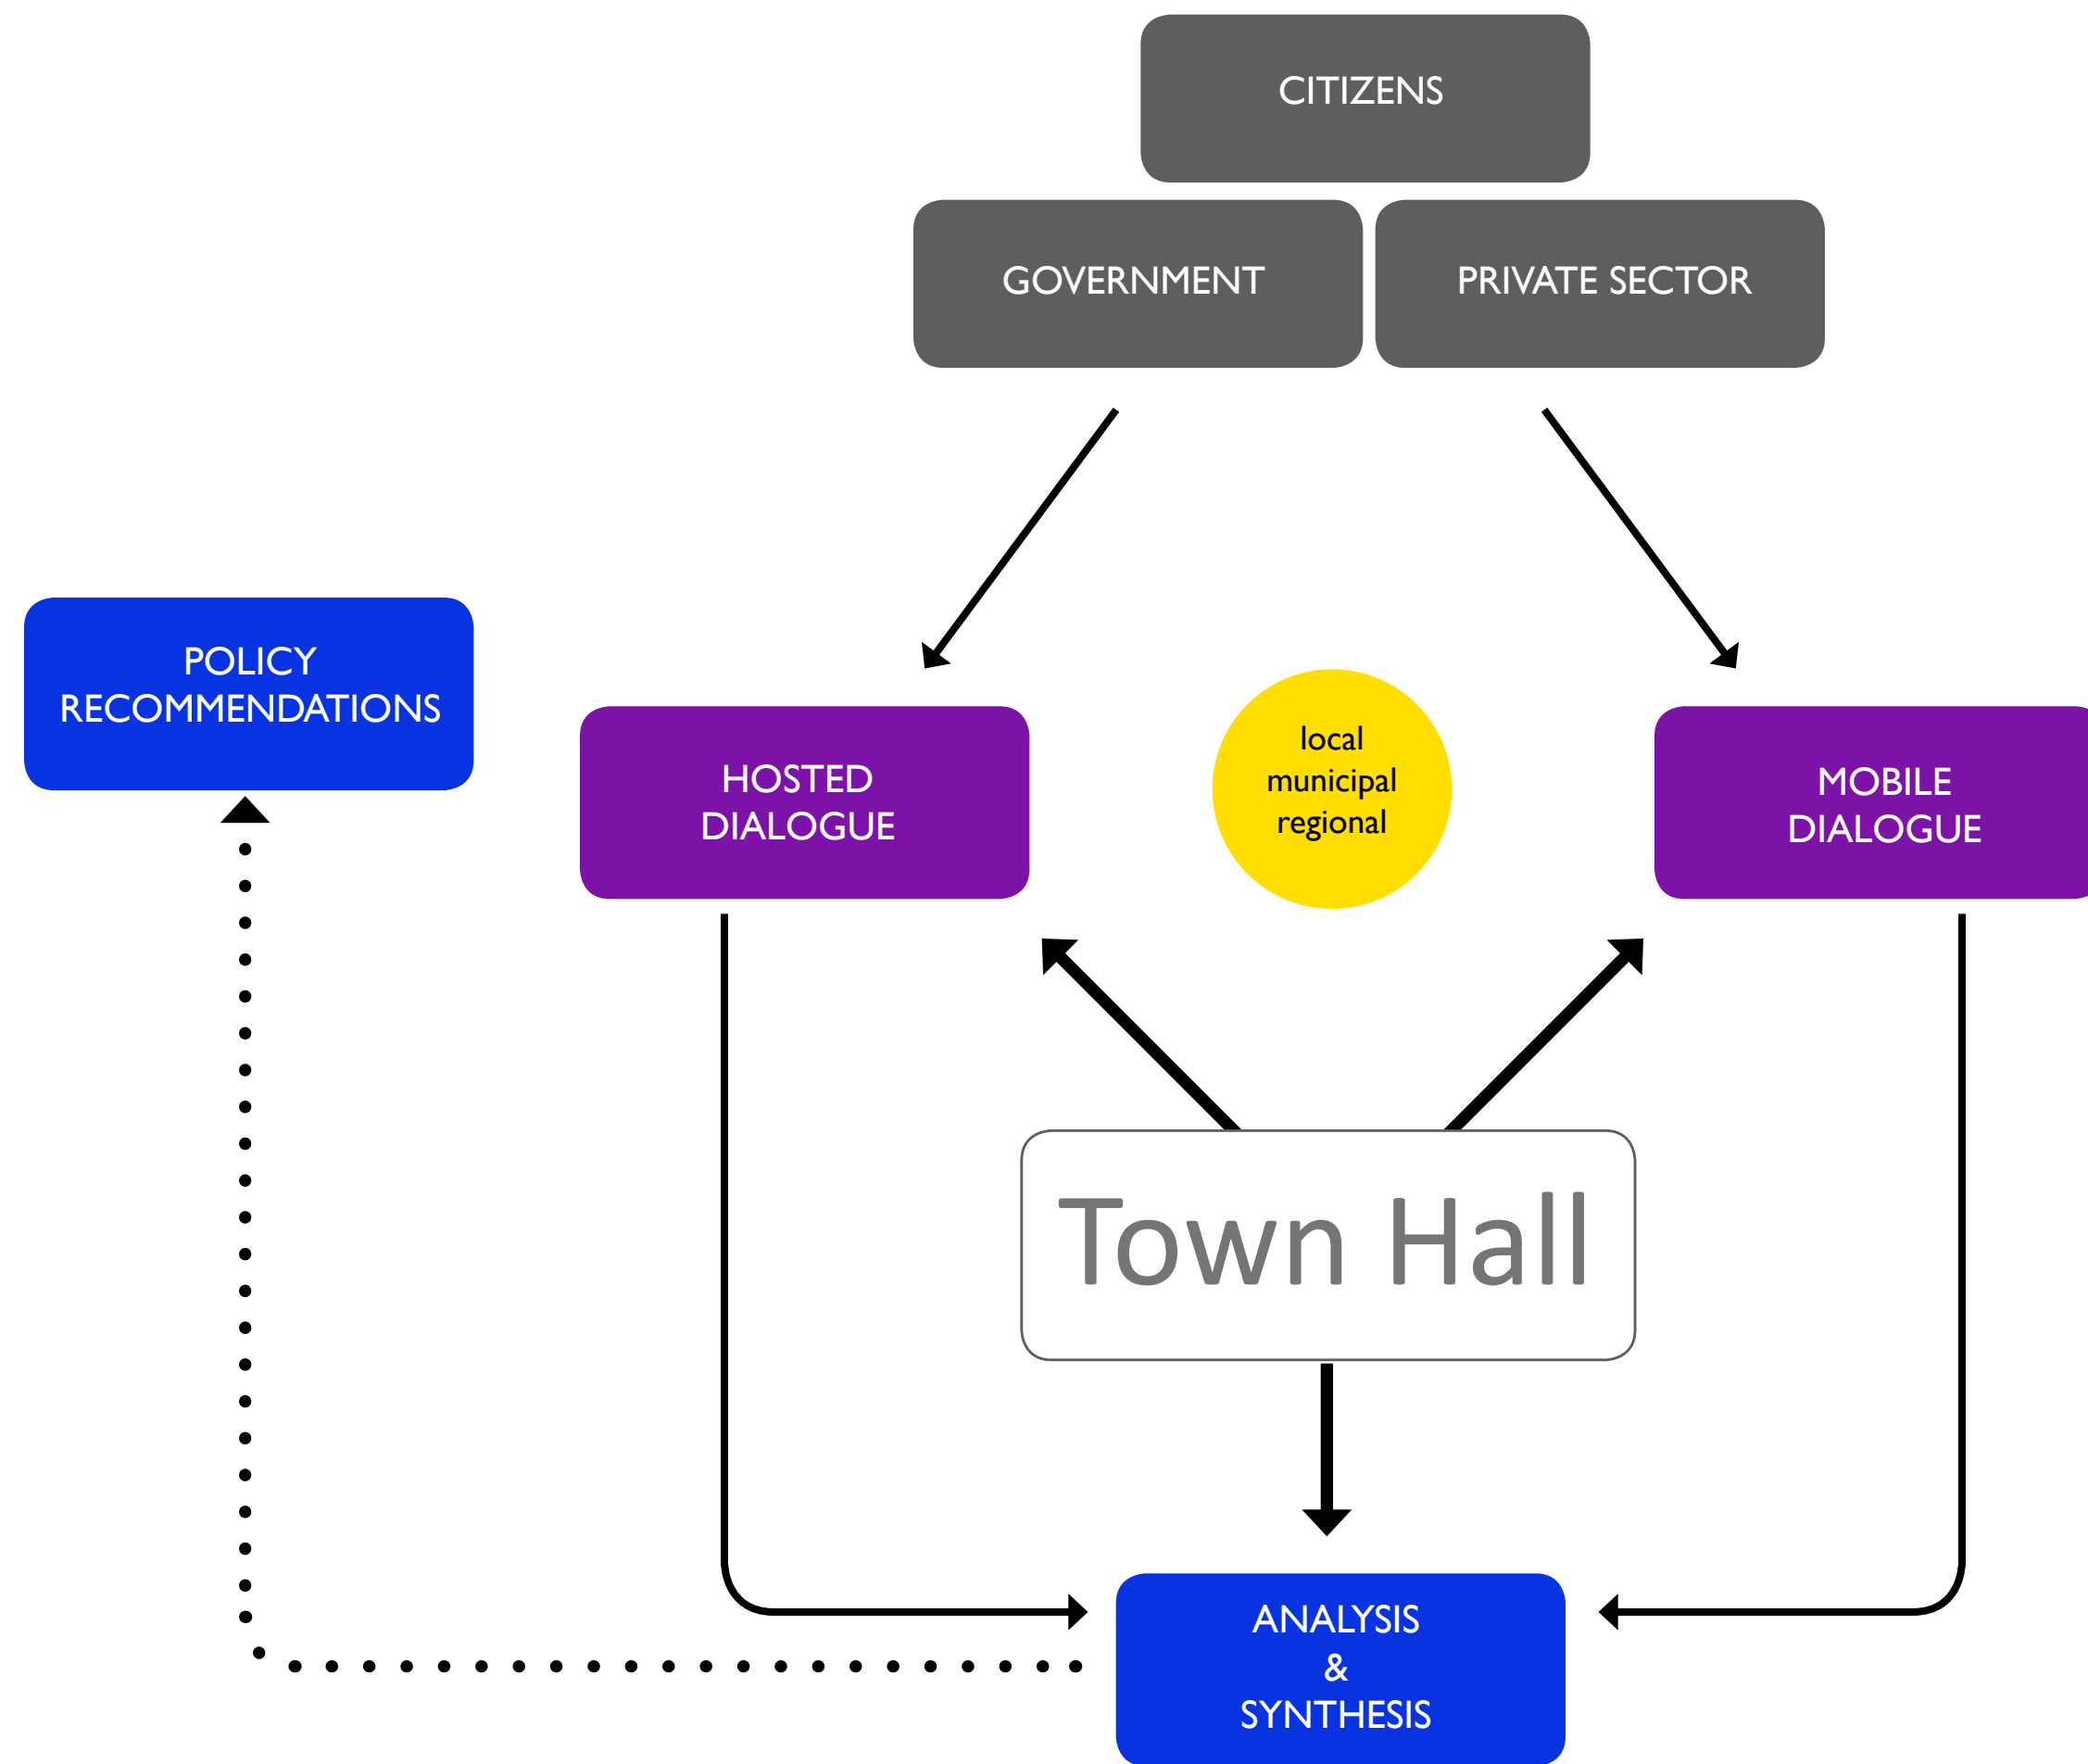 CITIZENS
GOVERNMENT
PRIVATE SECTOR
POLICY
RECOMMENDATIONS
HOSTED
DIALOGUE
local
municipal
regional
MOBILE
DIALOGUE
Town Hall
ANALYSIS
&
SYNTHESIS